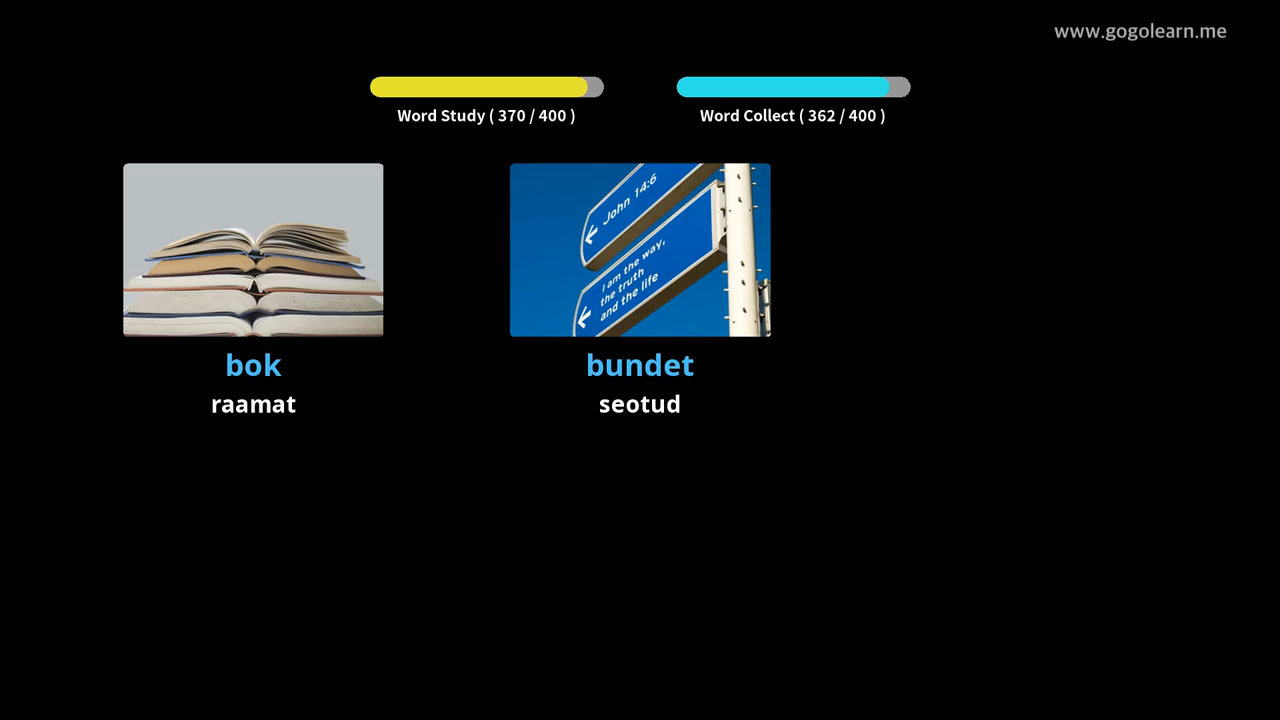 www.gogolearn.me
Word Study ( 370 / 400 )
Word Collect ( 362 / 400 )
John 14:6
I am the way,
the truth
and the life
bok
bundet
raamat
seotud